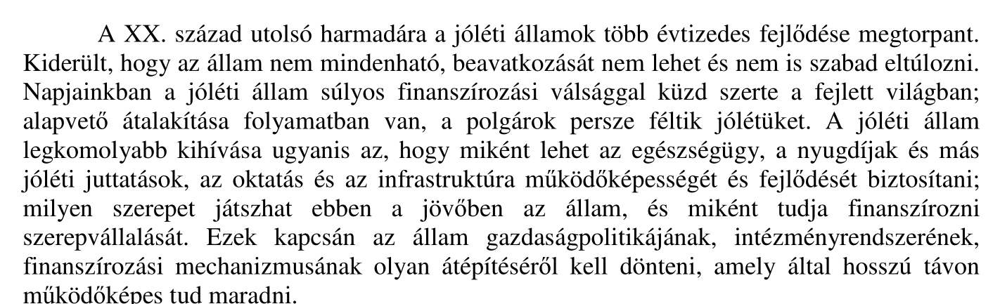 A XX. század utolsó harmadára a jóléti államok több évtizedes fejlődése megtorpant.
Kiderült, hogy az állam nem mindenható, beavatkozását nem lehet és nem is szabad eltúlozni.
Napjainkban a jóléti állam súlyos finanszírozási válsággal küzd szerte a fejlett világban;
alapvető átalakítása folyamatban van, a polgárok persze féltik jólétüket. A jóléti állam
legkomolyabb kihívása ugyanis az, hogy miként lehet az egészségügy, a nyugdíjak és más
jóléti juttatások, az oktatás és az infrastruktúra működőképességét és fejlődését biztosítani;
milyen szerepet játszhat ebben a jövőben az állam, és miként tudja finanszírozni
szerepvállalását. Ezek kapcsán az állam gazdaságpolitikájának, intézményrendszerének,
finanszírozási mechanizmusának olyan átépítéséről kell dönteni, amely által hosszú távon
működőképes tud maradni.